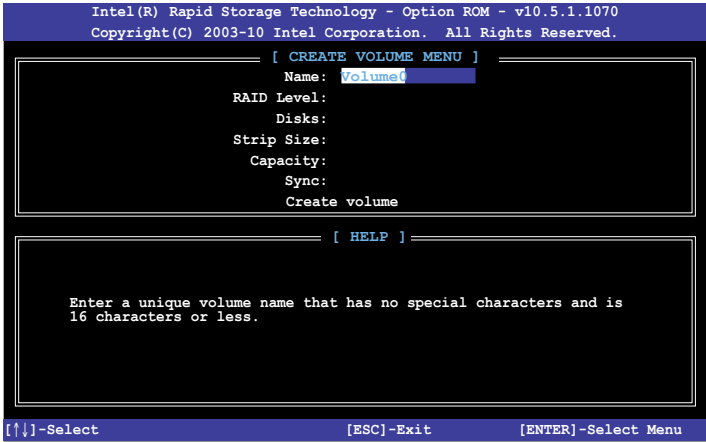 Intel(R) Rapid Storage Technology - Option ROM - v10.5.1.1070
Copyright(C) 2003-10 Intel Corporation. All Rights Reserved.
[ CREATE VOLUME MENU ]
Name: Volume0
RAID Level:
Disks:
Strip Size:
Capacity:
Sync:
Create volume
[ HELP ]
Enter a unique volume name that has no special characters and is
16 characters or less.
[↑↓]-Select [ESC]-Exit [ENTER]-Select Menu